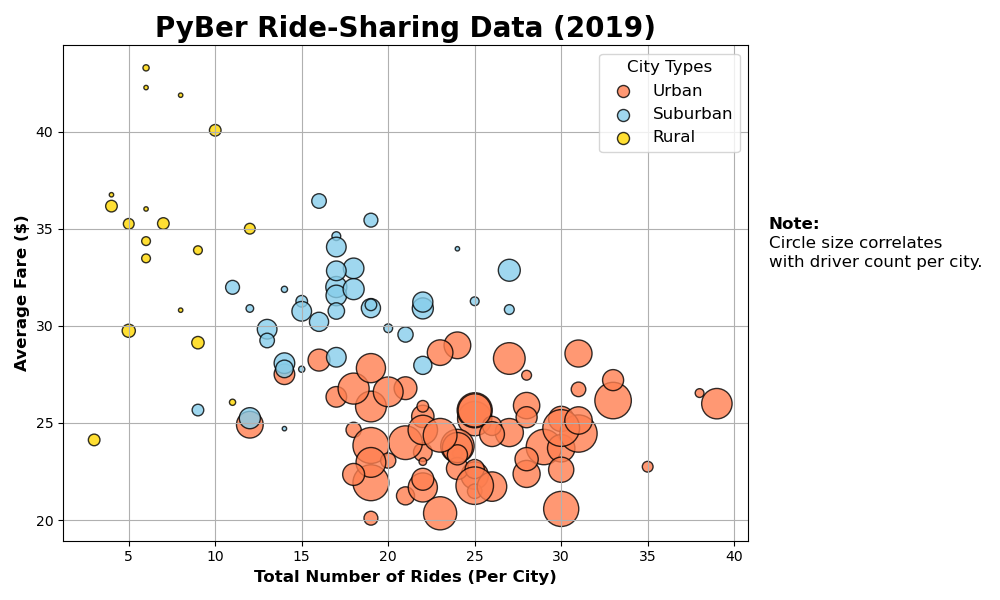 PyBer Ride-Sharing Data (2019)
City Types
Urban
Suburban
Rural
Note:
Circle size correlates
with driver count per city.
Average Fare ($)
40
35
30
25
20
5 10 15 20 25 30 35 40
Total Number of Rides (Per City)